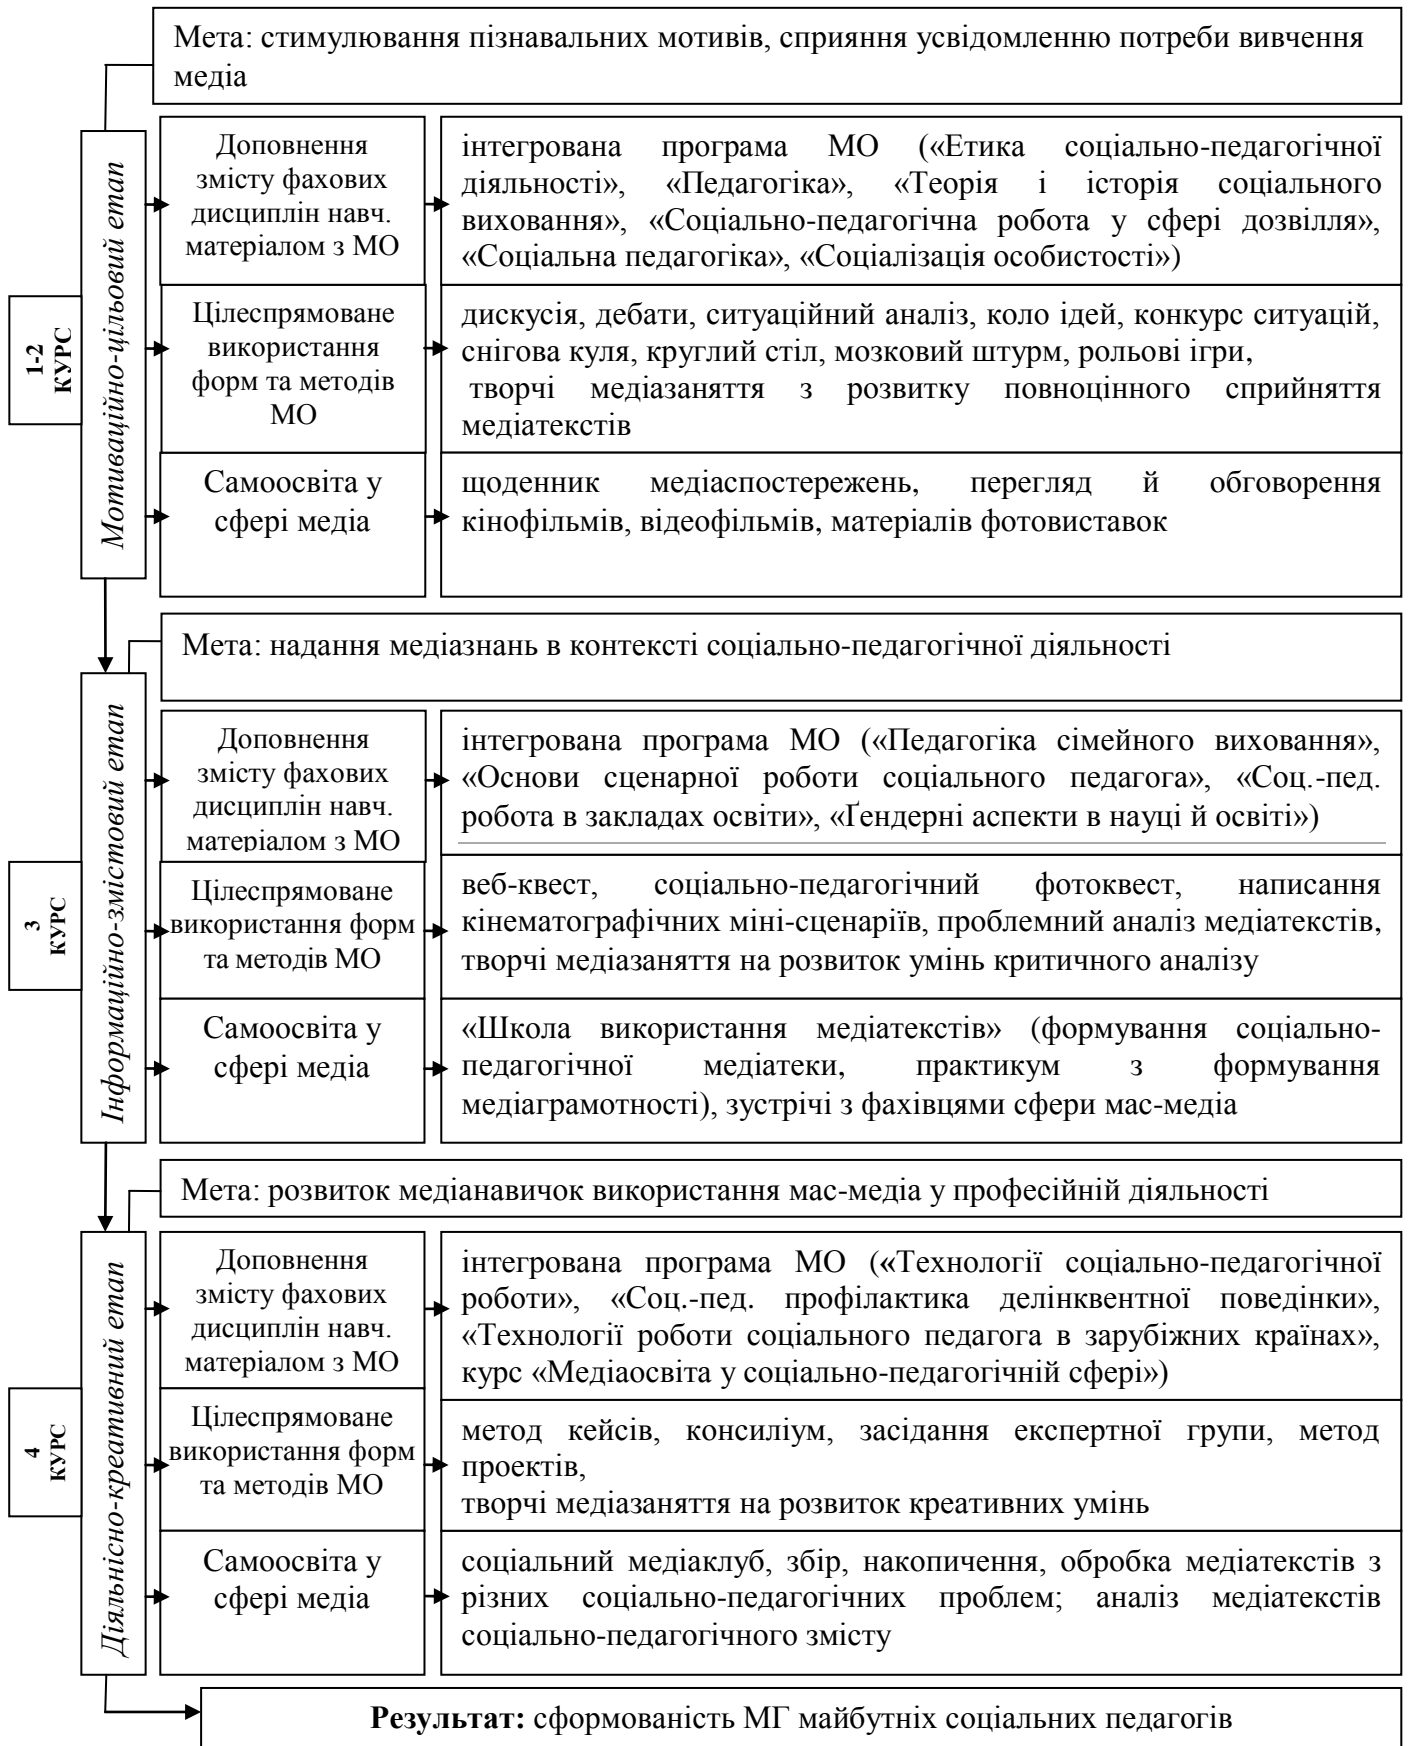 Мета: стимулювання пізнавальних мотивів, сприяння усвідомленню потреби вивчення
медіа
1-2
КУРС
Мотиваційно-цільовий етап
Доповнення
змісту фахових
дисциплін навч.
матеріалом з МО
інтегрована програма МО («Етика соціально-педагогічної
діяльності», «Педагогіка», «Теорія і історія соціального
виховання», «Соціально-педагогічна робота у сфері дозвілля»,
«Соціальна педагогіка», «Соціалізація особистості»)
Цілеспрямоване
використання
форм та методів
МО
дискусія, дебати, ситуаційний аналіз, коло ідей, конкурс ситуацій,
снігова куля, круглий стіл, мозковий штурм, рольові ігри,
творчі медіазаняття з розвитку повноцінного сприйняття
медіатекстів
Самоосвіта у
сфері медіа
щоденник медіаспостережень, перегляд й обговорення
кінофільмів, відеофільмів, матеріалів фотовиставок
Мета: надання медіазнань в контексті соціально-педагогічної діяльності
3
КУРС
Інформаційно-змістовий етап
Доповнення
змісту фахових
дисциплін навч.
матеріалом з МО
інтегрована програма МО («Педагогіка сімейного виховання»,
«Основи сценарної роботи соціального педагога», «Соц.-пед.
робота в закладах освіти», «Ґендерні аспекти в науці й освіті»)
Цілеспрямоване
використання форм
та методів МО
веб-квест, соціально-педагогічний фотоквест, написання
кінематографічних міні-сценаріїв, проблемний аналіз медіатекстів,
творчі медіазаняття на розвиток умінь критичного аналізу
Самоосвіта у
сфері медіа
«Школа використання медіатекстів» (формування соціально-
педагогічної медіатеки, практикум з формування
медіаграмотності), зустрічі з фахівцями сфери мас-медіа
Мета: розвиток медіанавичок використання мас-медіа у професійній діяльності
4
КУРС
Діяльнісно-креативний етап
Доповнення
змісту фахових
дисциплін навч.
матеріалом з МО
інтегрована програма МО («Технології соціально-педагогічної
роботи», «Соц.-пед. профілактика делінквентної поведінки»,
«Технології роботи соціального педагога в зарубіжних країнах»,
курс «Медіаосвіта у соціально-педагогічній сфері»)
Цілеспрямоване
використання форм
та методів МО
метод кейсів, консиліум, засідання експертної групи, метод
проектів,
творчі медіазаняття на розвиток креативних умінь
Самоосвіта у
сфері медіа
соціальний медіаклуб, збір, накопичення, обробка медіатекстів з
різних соціально-педагогічних проблем; аналіз медіатекстів
соціально-педагогічного змісту
Результат: сформованість МГ майбутніх соціальних педагогів